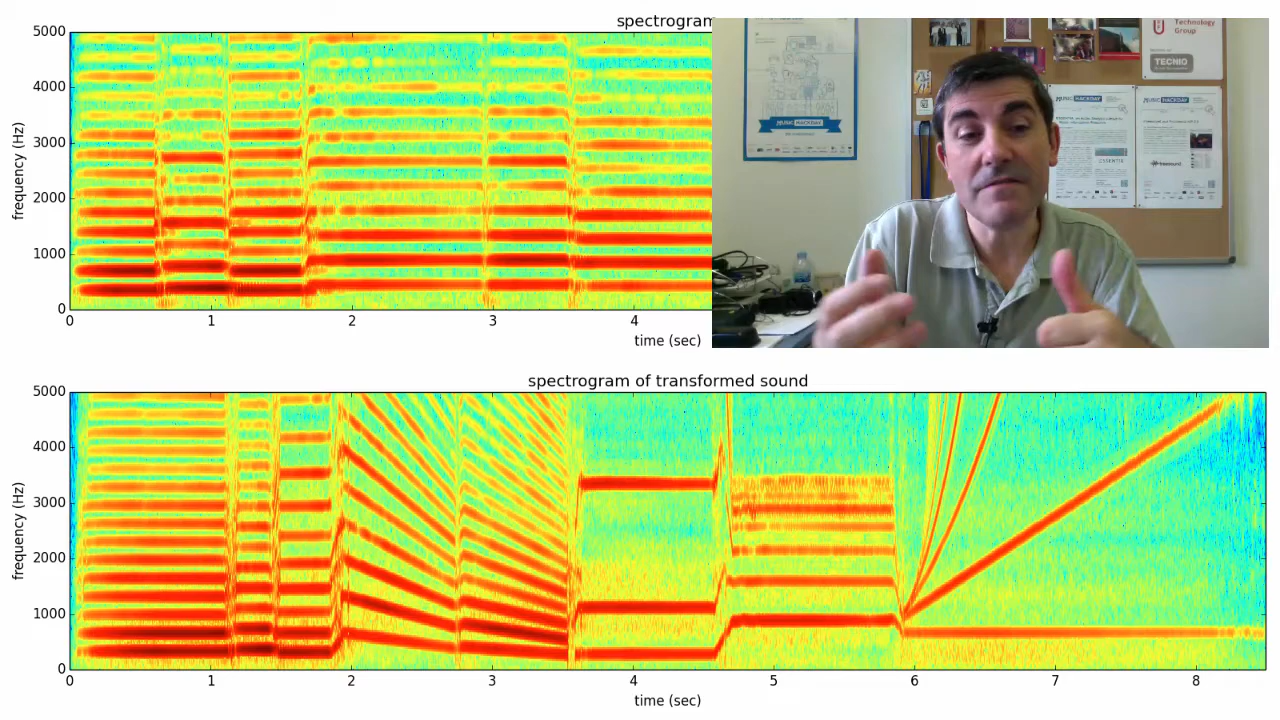 spectrogram
5000
4000
3000
2000
1000
0
frequency (Hz)
0 1 2 3 4
time (sec)
Technology
Group
TECNIO
MUSIC HACKDAY
MUSIC HACKDAY
ESSENTIA
spectrogram of transformed sound
5000
4000
3000
2000
1000
0
frequency (Hz)
0 1 2 3 4 5 6 7 8
time (sec)